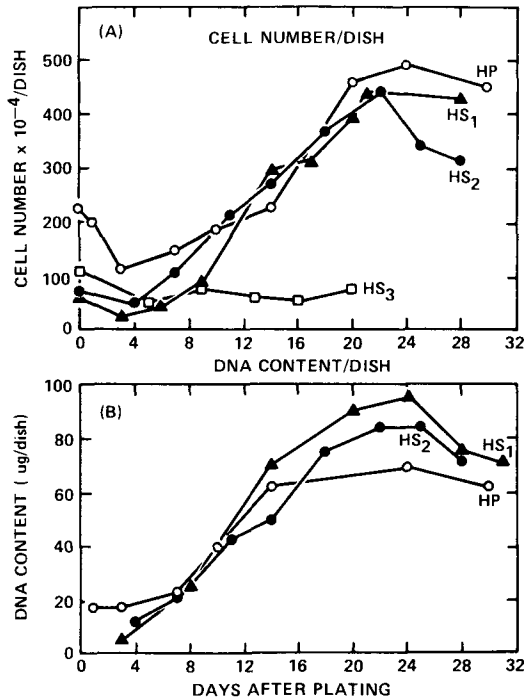 (A)
CELL NUMBER/DISH
CELL NUMBER x 10⁻⁴/DISH
500
400
300
200
100
0
HP
HS₁
HS₂
HS₃
0 4 8 12 16 20 24 28 32
DNA CONTENT/DISH
(B)
DNA CONTENT (ug/dish)
100
80
60
40
20
0
HS₂
HS₁
HP
0 4 8 12 16 20 24 28 32
DAYS AFTER PLATING